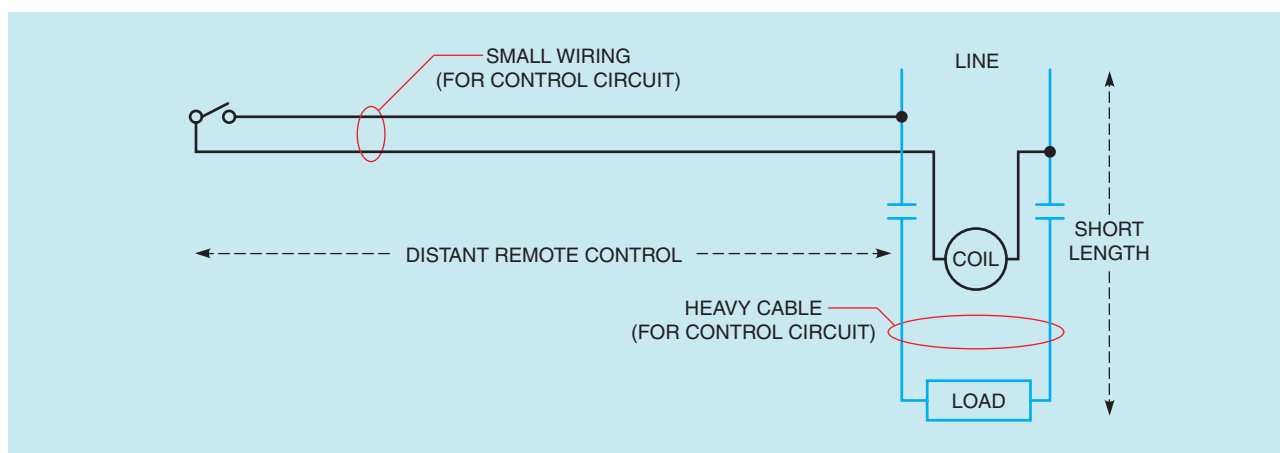 SMALL WIRING
(FOR CONTROL CIRCUIT)
LINE
DISTANT REMOTE CONTROL
COIL
SHORT
LENGTH
HEAVY CABLE
(FOR CONTROL CIRCUIT)
LOAD